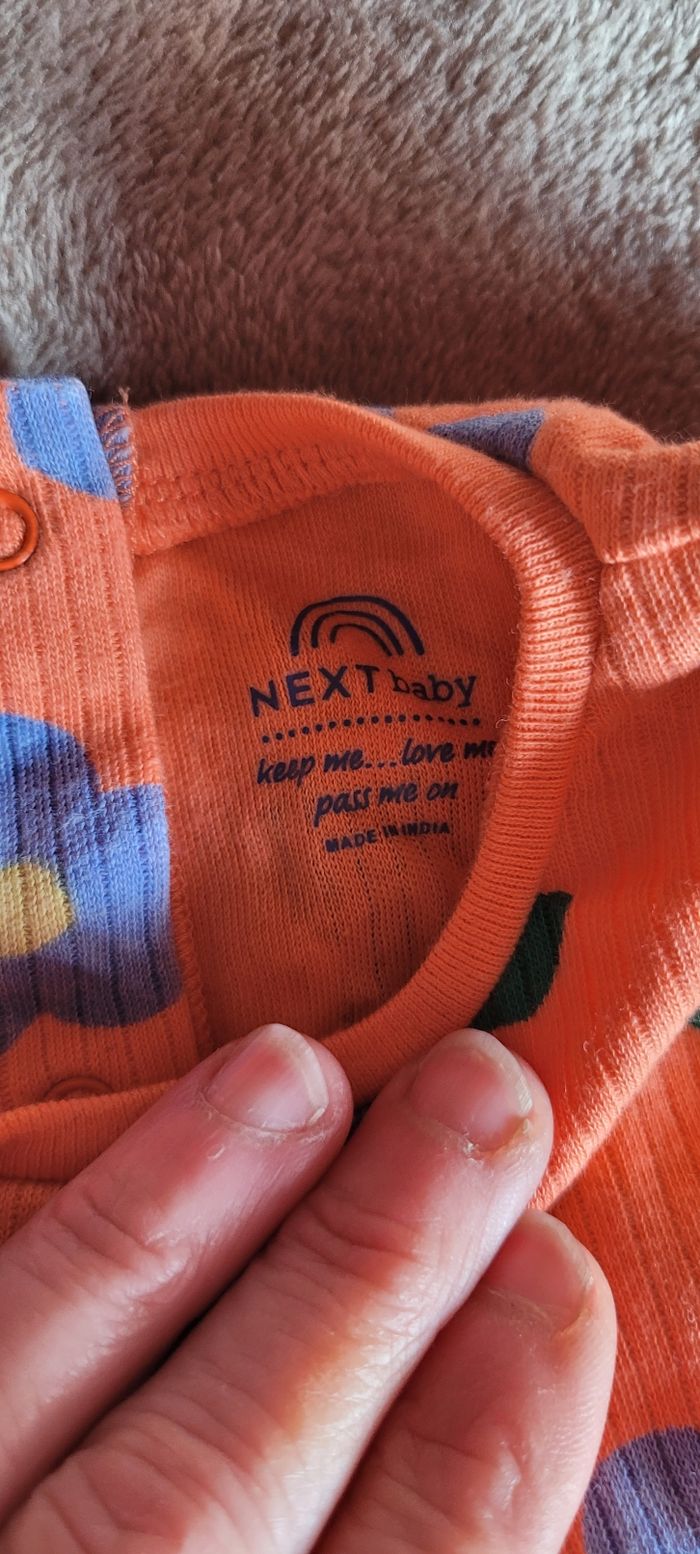 NEXT baby
keep me...love me
pass me on
MADE IN INDIA